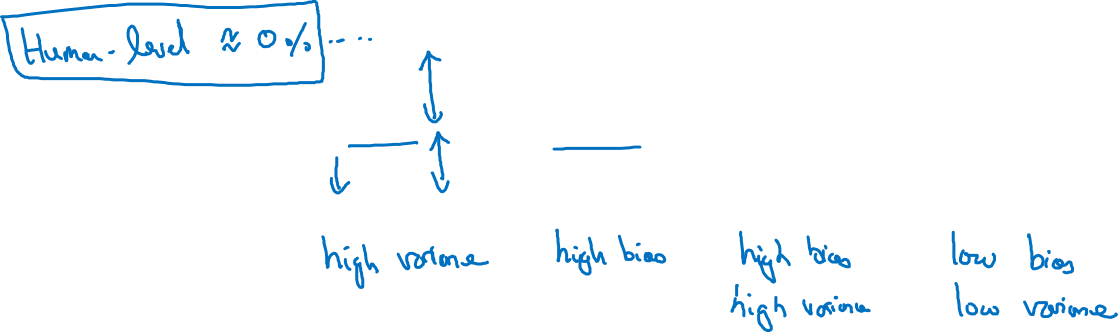 Human-level ≈ 0% ....
high variance high bias high bias low bias
high variance low variance